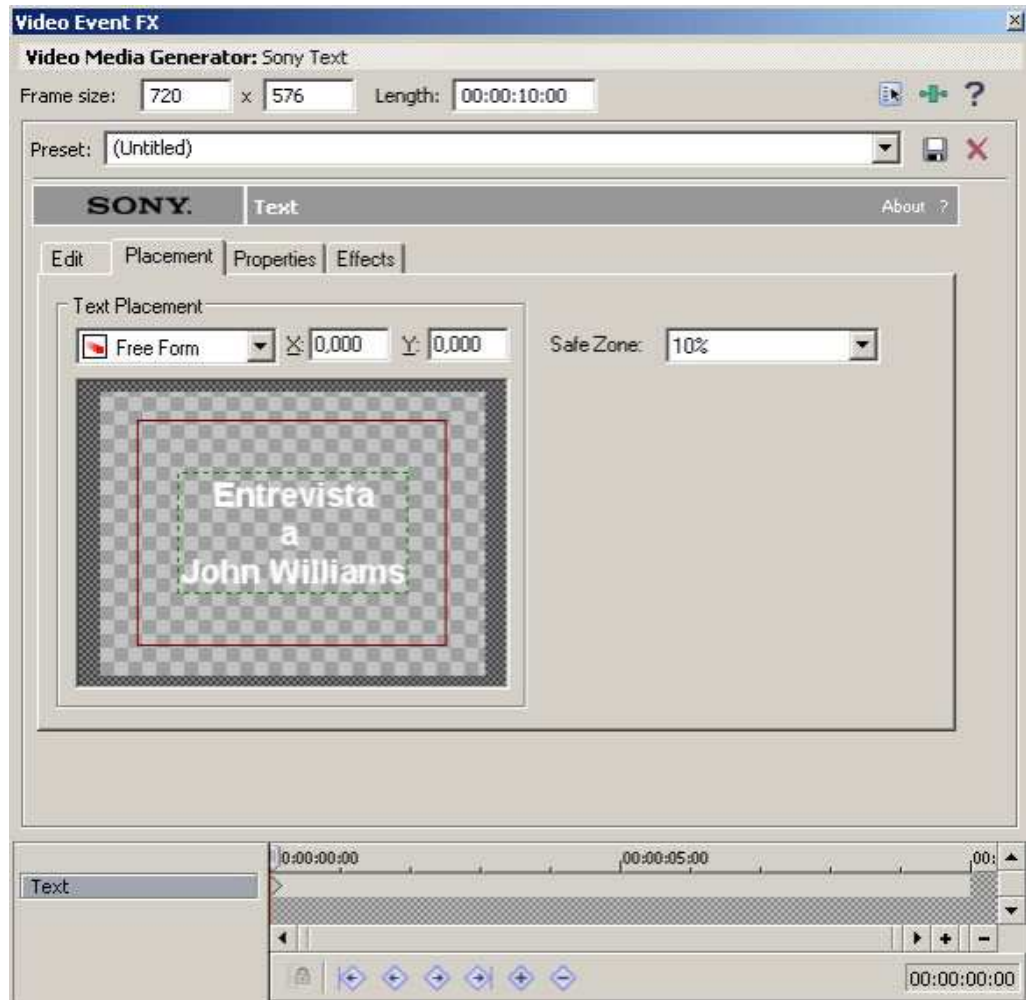 Video Event FX
Video Media Generator: Sony Text
Frame size: 720 x 576 Length: 00:00:10:00 ?
Preset: (Untitled)
SONY. Text About ?
Edit Placement Properties Effects
Text Placement
Free Form X: 0,000 Y: 0,000 Safe Zone: 10%
Entrevista
a
John Williams
0:00:00:00 00:00:05:00 00:
Text
00:00:00:00